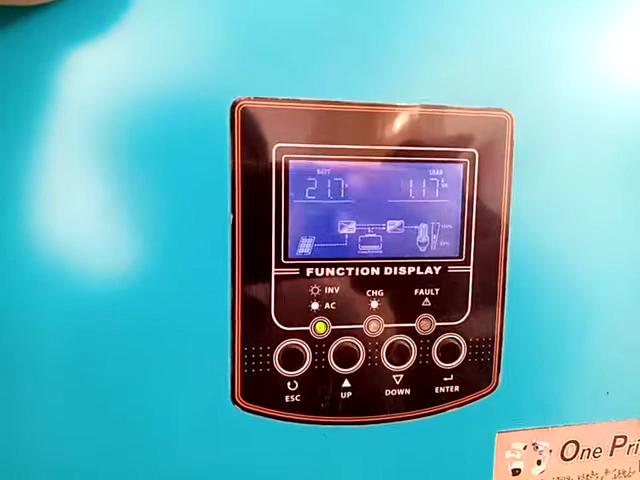 BATT LOAD
21.7 1.17
FUNCTION DISPLAY
INV
AC
CHG
FAULT
ESC
UP
DOWN
ENTER
One Pri